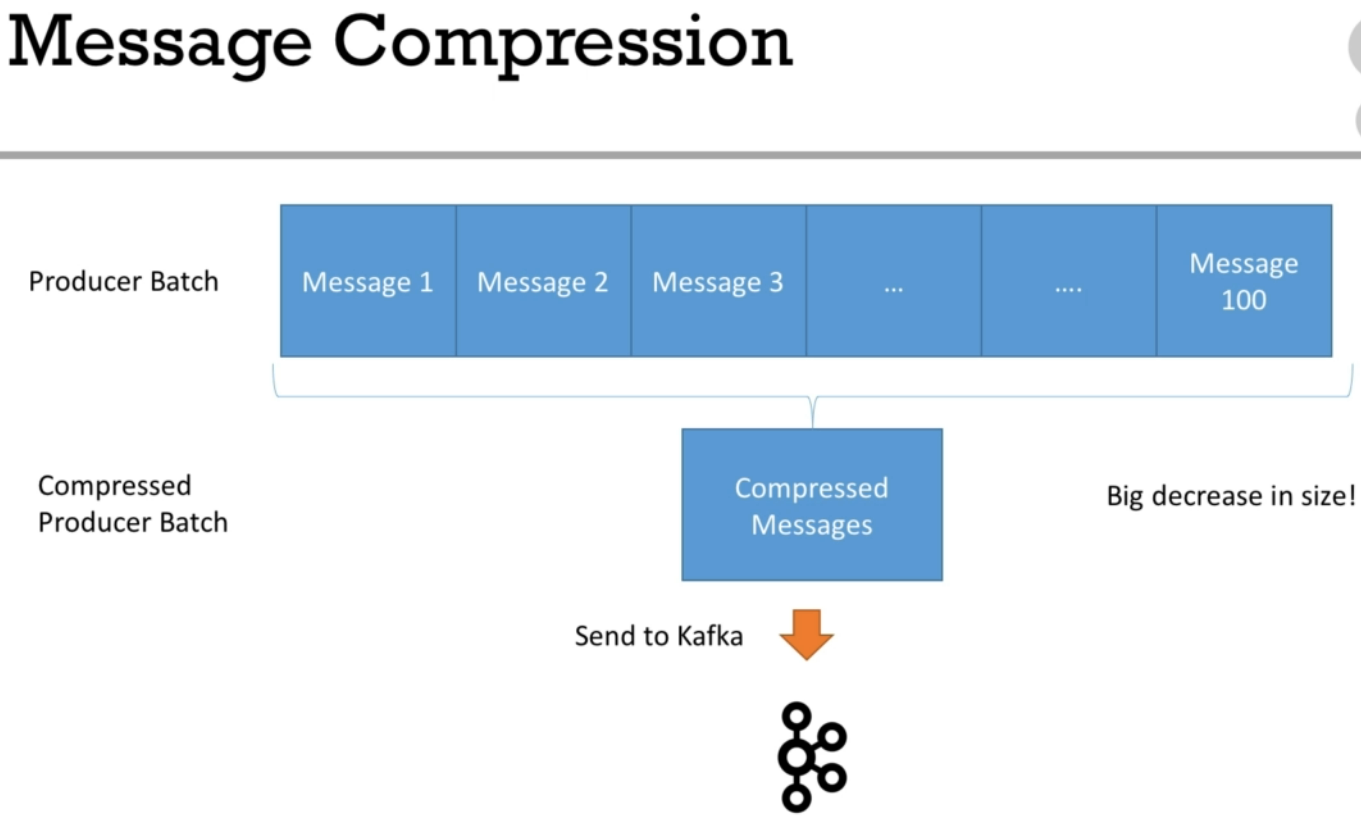 Message Compression
Producer Batch
Message 1
Message 2
Message 3
...
....
Message
100
Compressed
Producer Batch
Compressed
Messages
Big decrease in size!
Send to Kafka